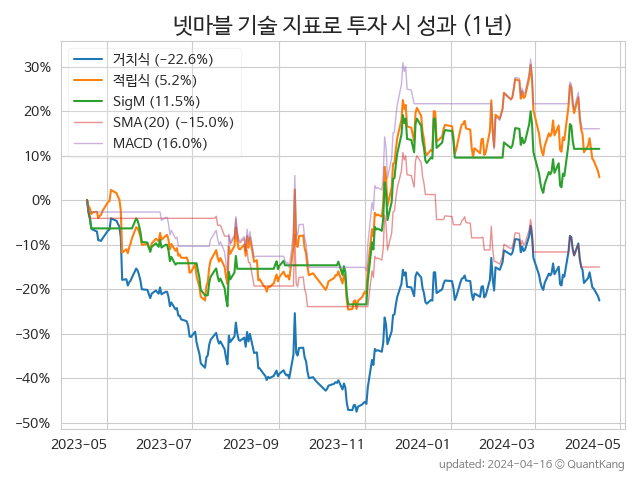 넷마블 기술 지표로 투자 시 성과 (1년)
거치식 (−22.6%)
적립식 (5.2%)
SigM (11.5%)
SMA(20) (−15.0%)
MACD (16.0%)
30%
20%
10%
0%
−10%
−20%
−30%
−40%
−50%
2023-05 2023-07 2023-09 2023-11 2024-01 2024-03 2024-05
updated: 2024-04-16 © QuantKang